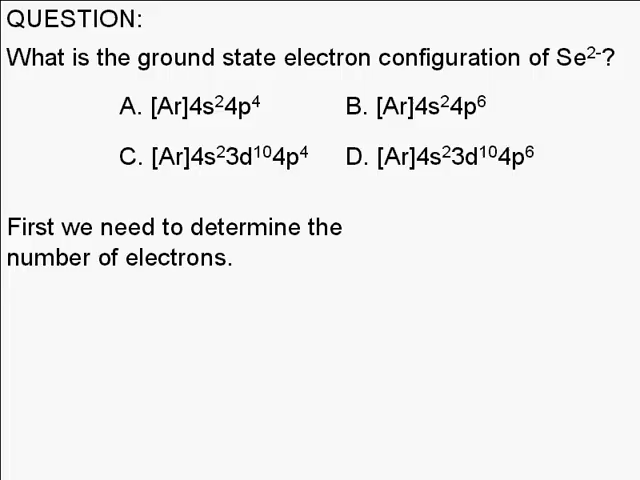 QUESTION:
What is the ground state electron configuration of Se²⁻?
A. [Ar]4s²4p⁴ B. [Ar]4s²4p⁶
C. [Ar]4s²3d¹⁰4p⁴ D. [Ar]4s²3d¹⁰4p⁶
First we need to determine the
number of electrons.